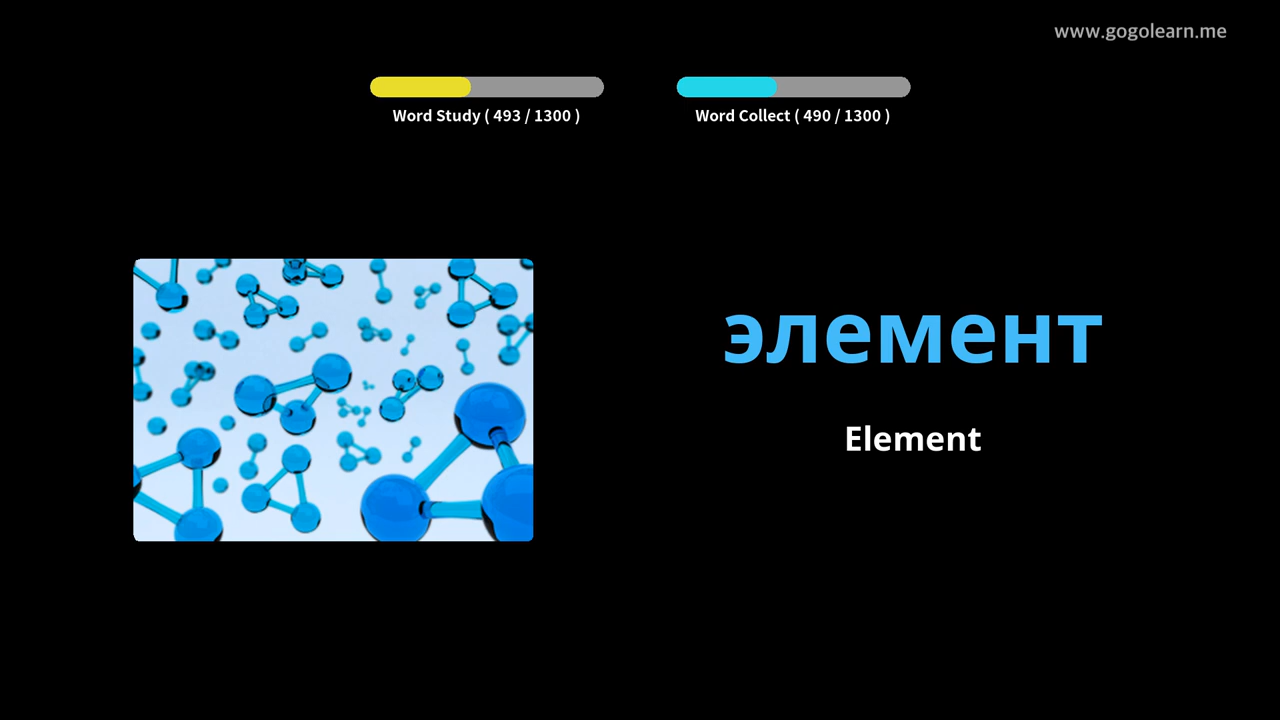 www.gogolearn.me
Word Study ( 493 / 1300 )
Word Collect ( 490 / 1300 )
элемент
Element